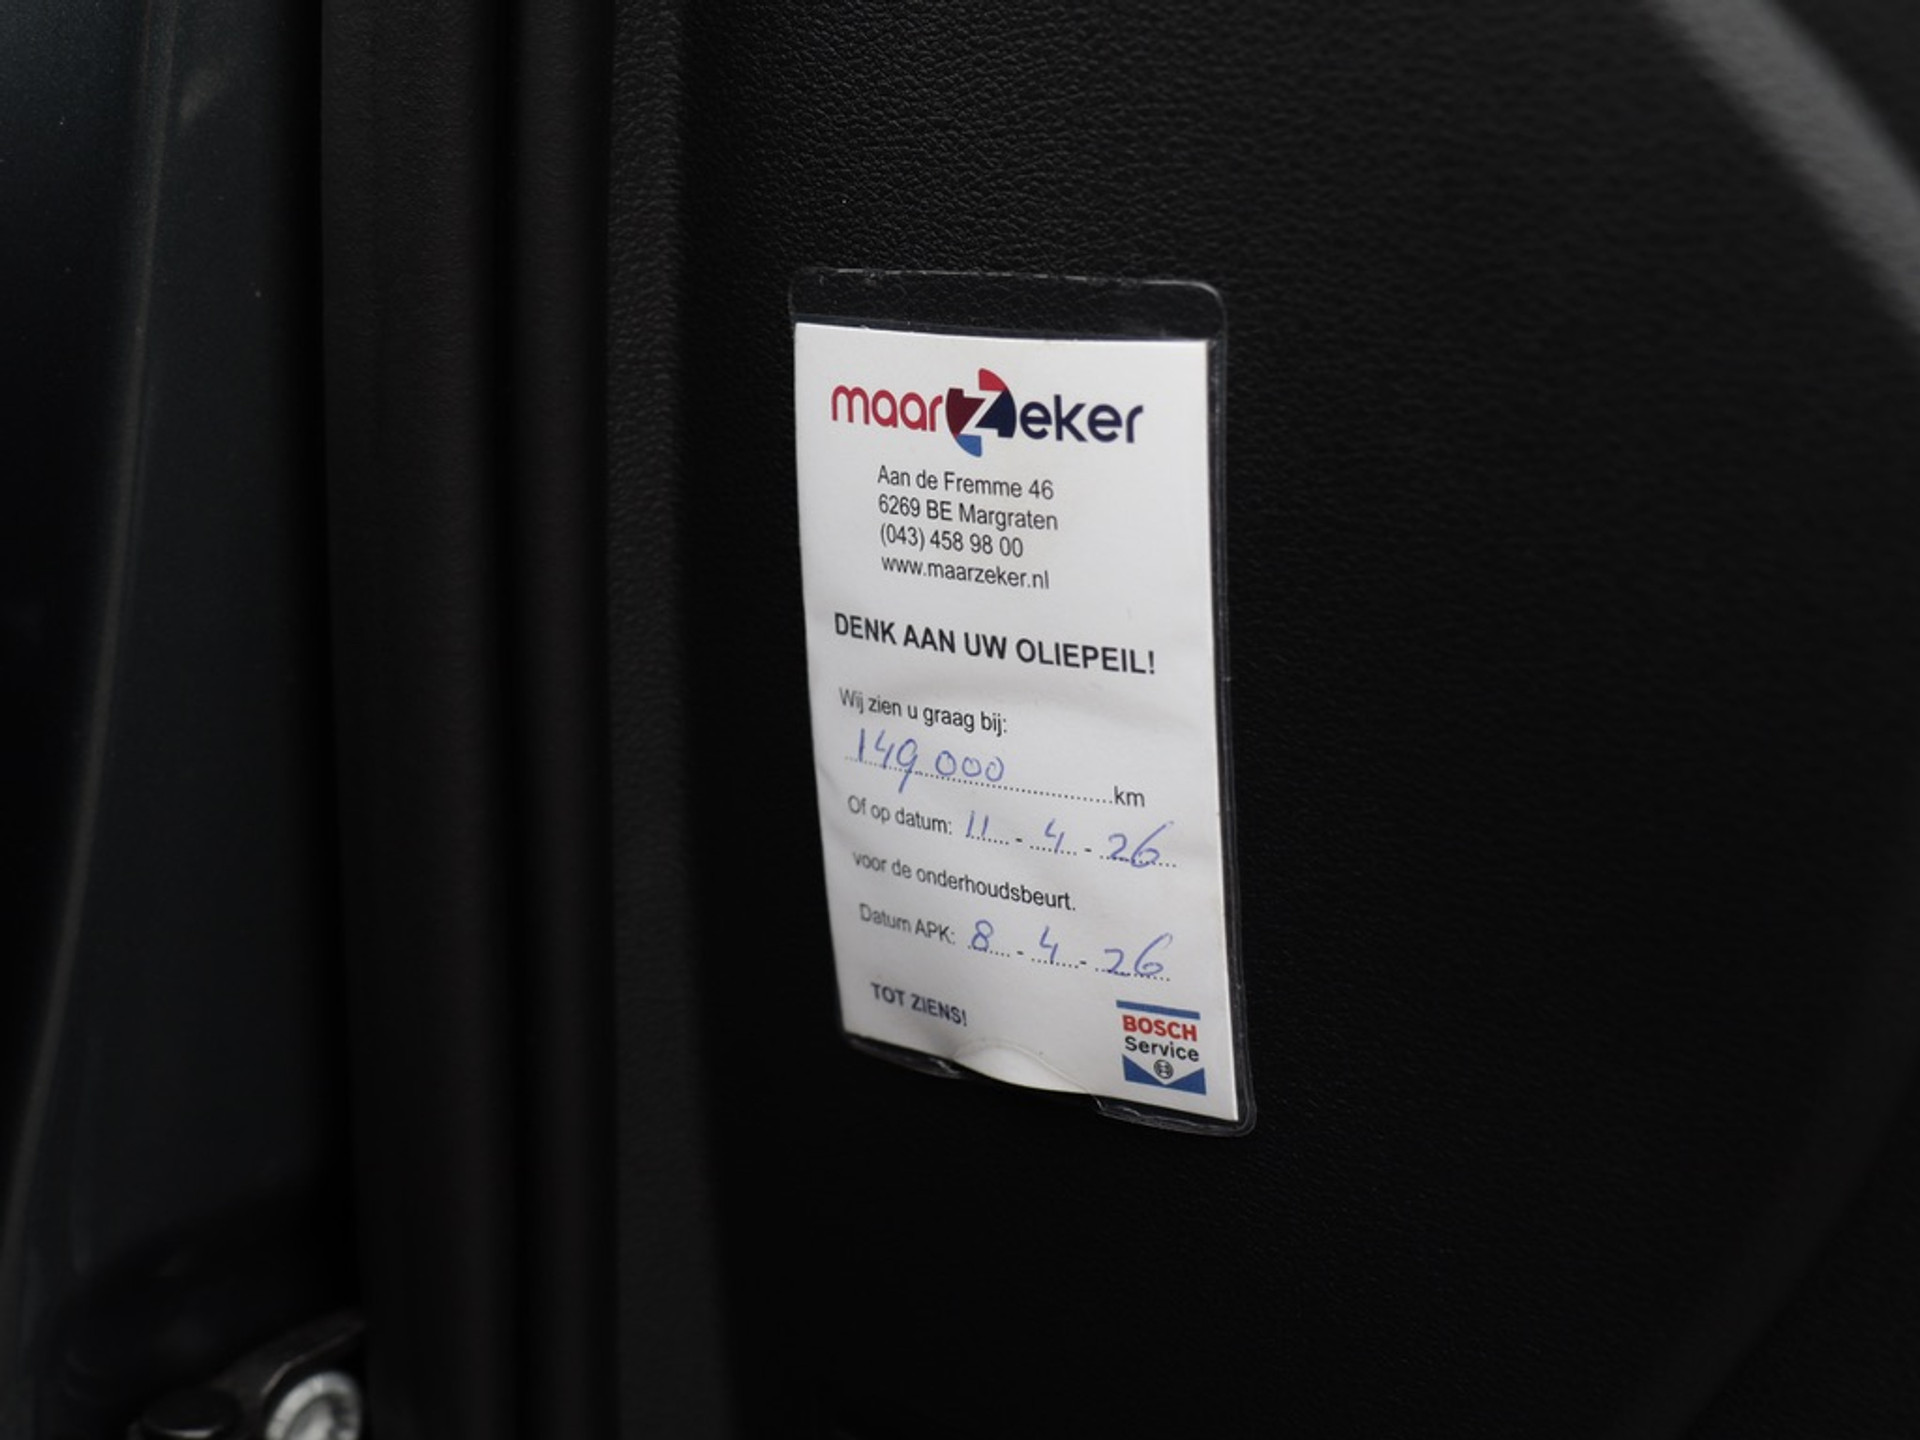 maarzeker
Aan de Fremme 46
6269 BE Margraten
(043) 458 98 00
www.maarzeker.nl
DENK AAN UW OLIEPEIL!
Wij zien u graag bij:
149 000 km
Of op datum: 11 - 4 - 26
voor de onderhoudsbeurt.
Datum APK: 8 - 4 - 26
TOT ZIENS!
BOSCH
Service